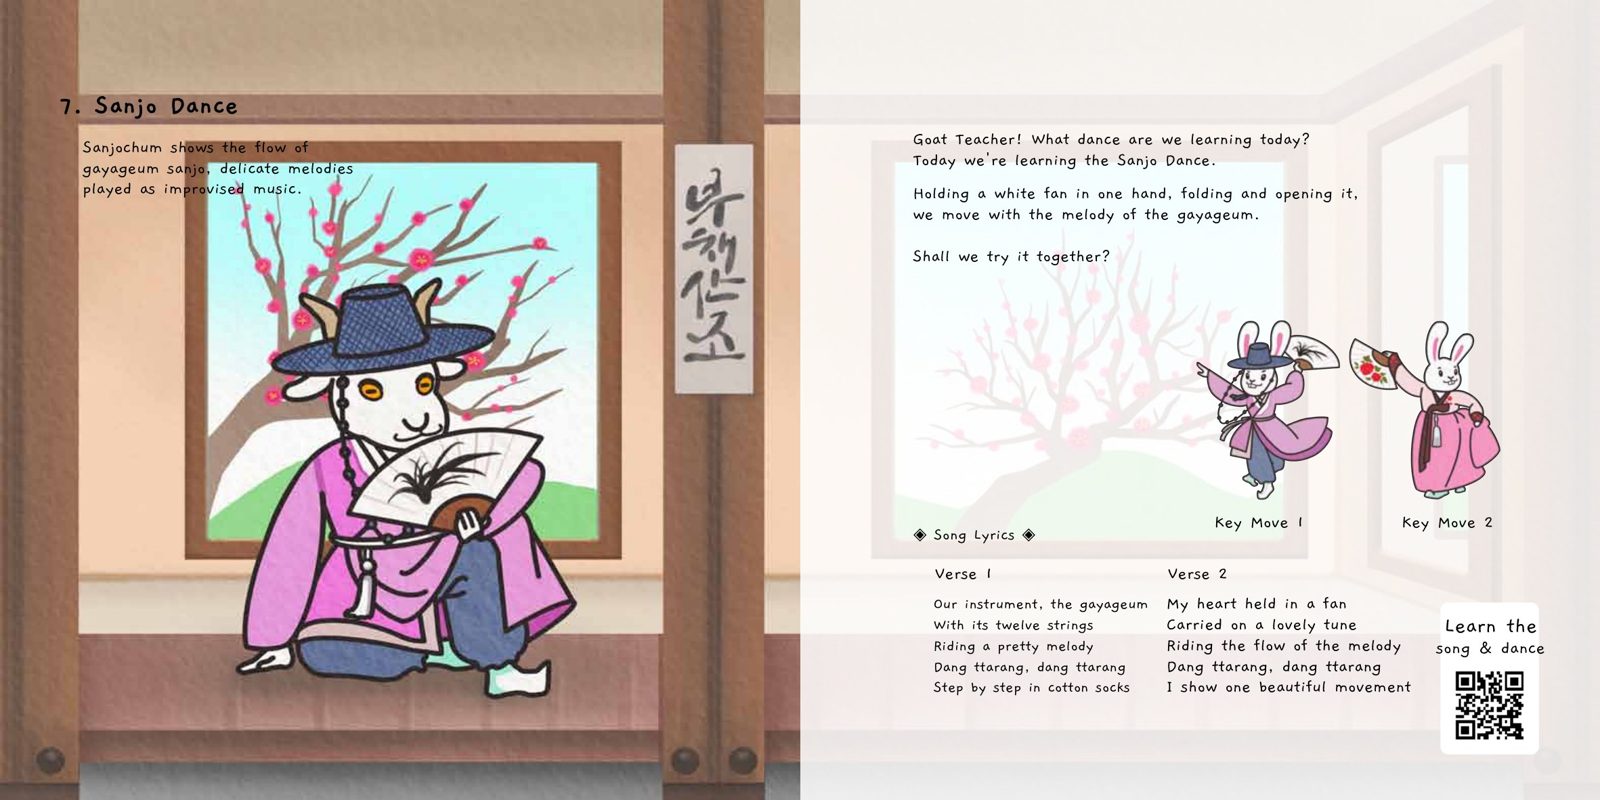 7. Sanjo Dance
Sanjochum shows the flow of
gayageum sanjo, delicate melodies
played as improvised music.
부채산조
Goat Teacher! What dance are we learning today?
Today we're learning the Sanjo Dance.
Holding a white fan in one hand, folding and opening it,
we move with the melody of the gayageum.
Shall we try it together?
Key Move 1
Key Move 2
◈ Song Lyrics ◈
Verse 1
Our instrument, the gayageum
With its twelve strings
Riding a pretty melody
Dang ttarang, dang ttarang
Step by step in cotton socks
Verse 2
My heart held in a fan
Carried on a lovely tune
Riding the flow of the melody
Dang ttarang, dang ttarang
I show one beautiful movement
Learn the
song & dance